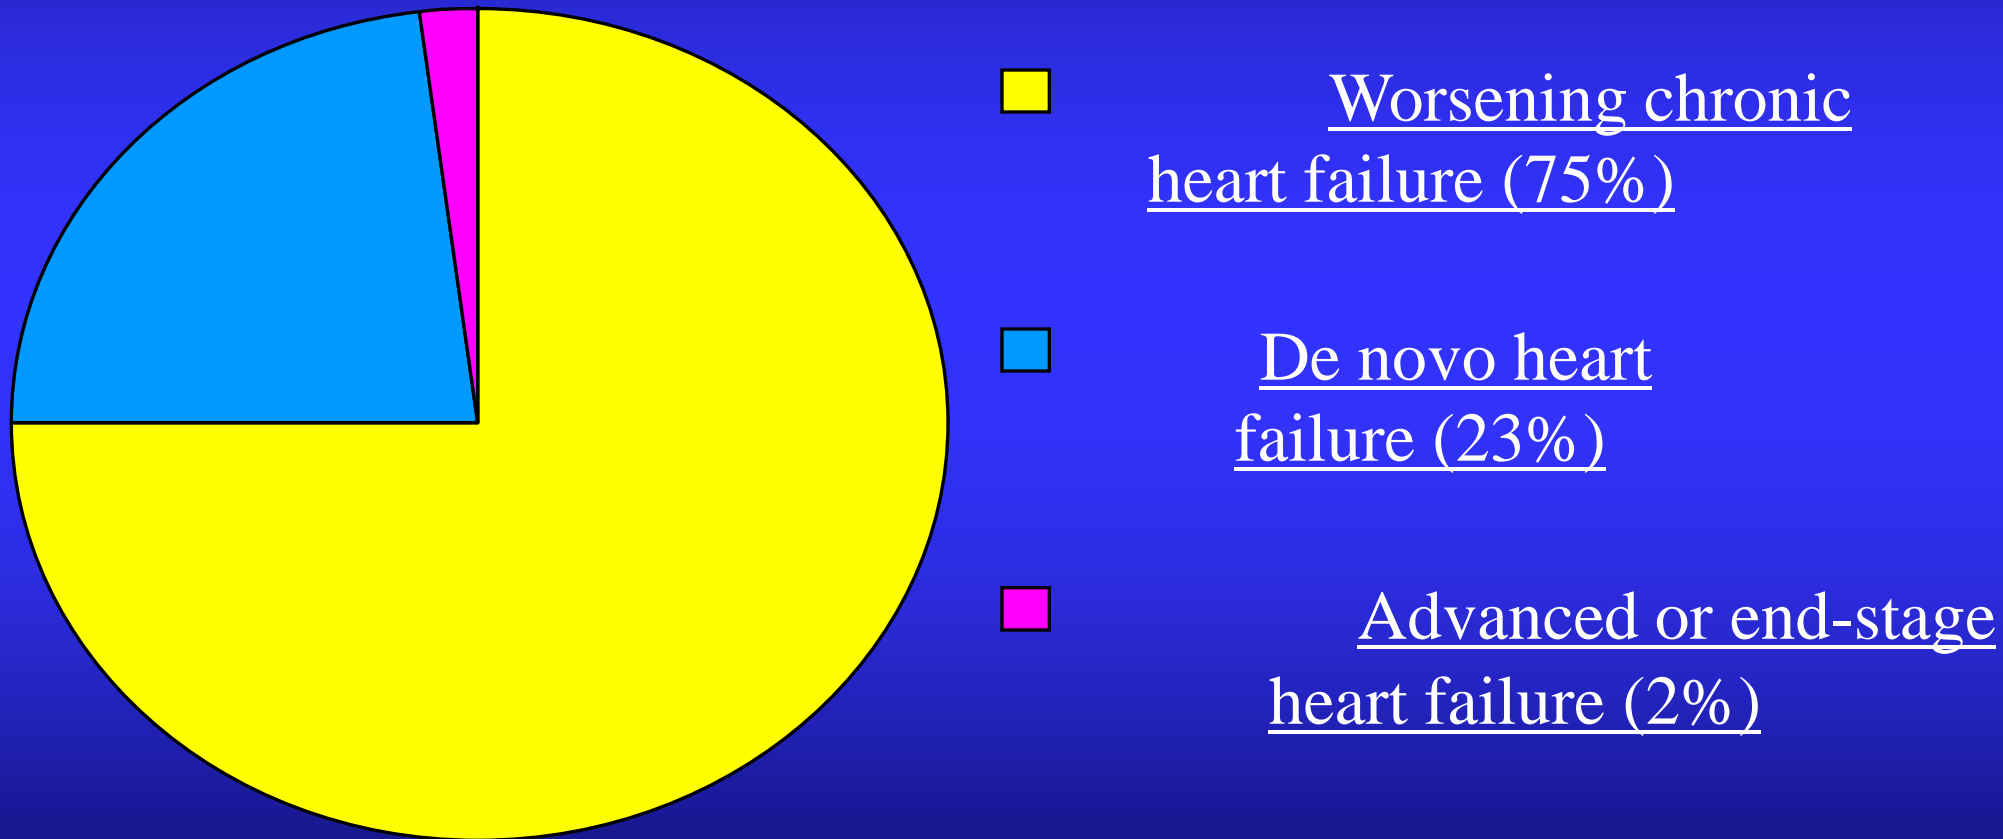 Worsening chronic
heart failure (75%)
De novo heart
failure (23%)
Advanced or end-stage
heart failure (2%)